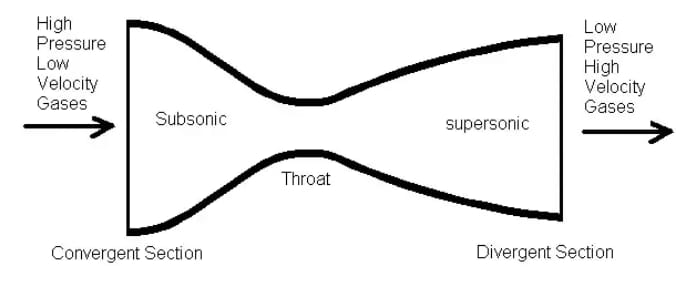 High
Pressure
Low
Velocity
Gases
Low
Pressure
High
Velocity
Gases
Subsonic
supersonic
Throat
Convergent Section
Divergent Section